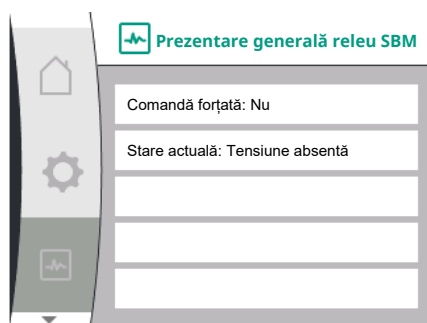 Prezentare generală releu SBM
Comandă forțată: Nu
Stare actuală: Tensiune absentă